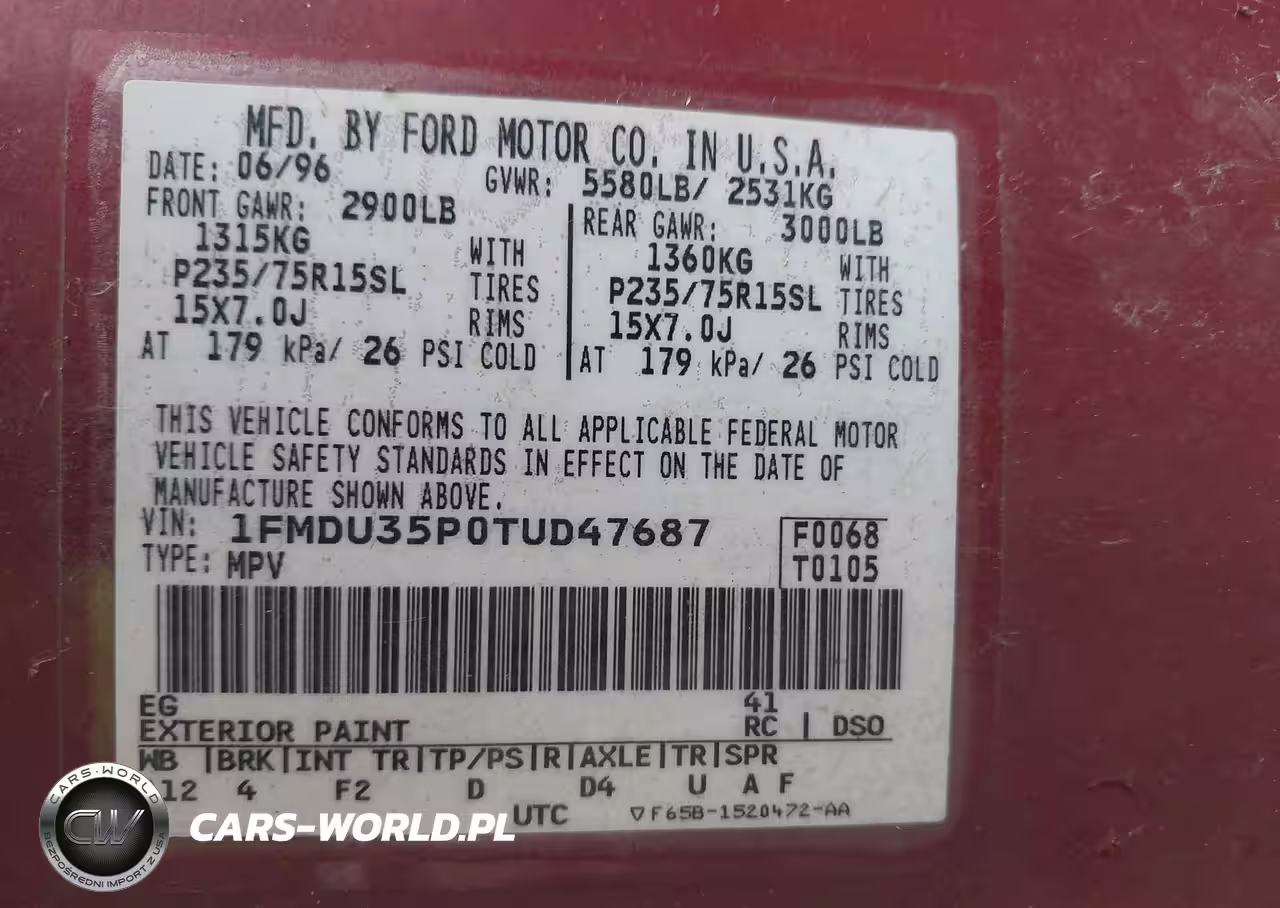 MFD. BY FORD MOTOR CO. IN U.S.A.
DATE: 06/96 GVWR: 5580LB/ 2531KG
FRONT GAWR: 2900LB REAR GAWR: 3000LB
1315KG WITH 1360KG WITH
P235/75R15SL TIRES P235/75R15SL TIRES
15X7.0J RIMS 15X7.0J RIMS
AT 179 kPa/ 26 PSI COLD AT 179 kPa/ 26 PSI COLD
THIS VEHICLE CONFORMS TO ALL APPLICABLE FEDERAL MOTOR
VEHICLE SAFETY STANDARDS IN EFFECT ON THE DATE OF
MANUFACTURE SHOWN ABOVE.
VIN: 1FMDU35P0TUD47687 F0068
TYPE: MPV T0105
EG 41
EXTERIOR PAINT RC | DSO
WB |BRK|INT TR|TP/PS|R|AXLE|TR|SPR
12 4 F2 D D4 U A F
UTC ▽F65B-1520472-AA
CARS-WORLD
CW
BEZPOŚREDNI IMPORT Z USA
CARS-WORLD.PL